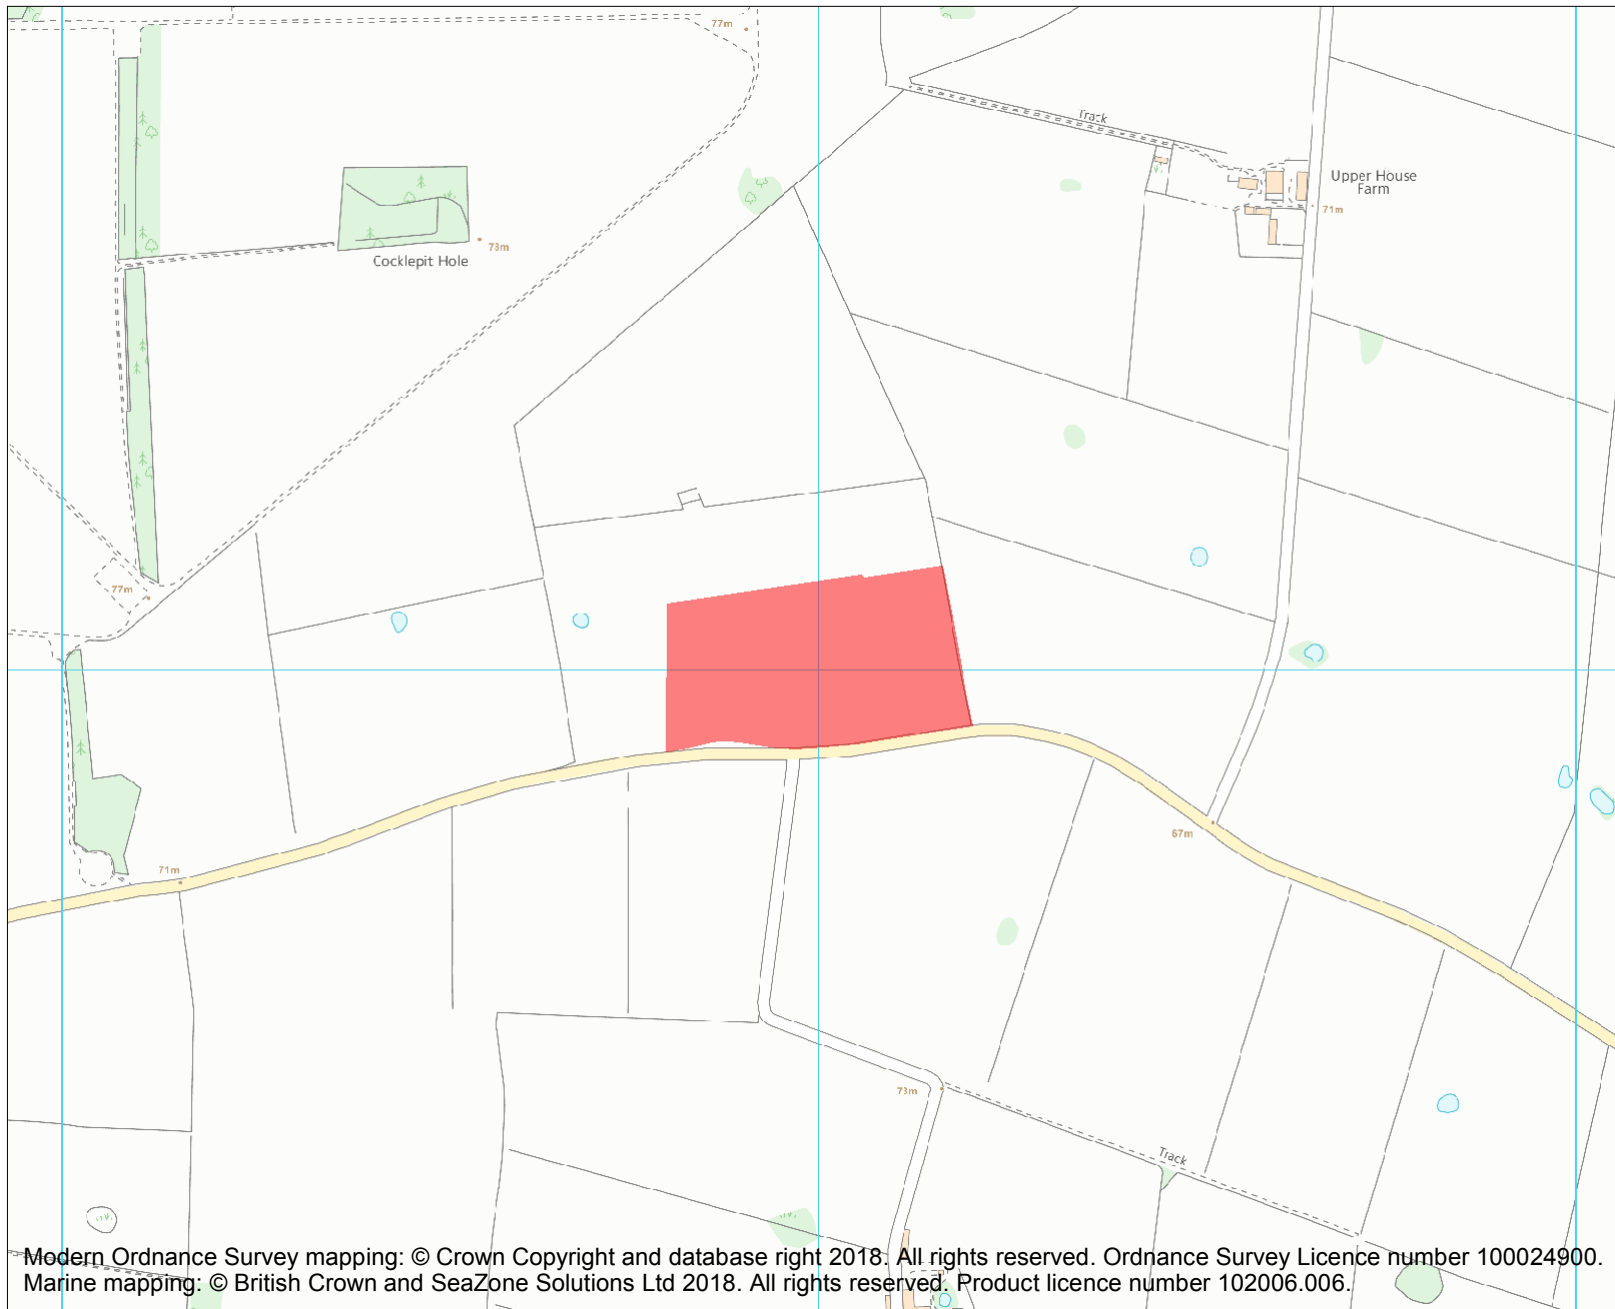 77m
Track
Upper House
Farm
71m
73m
Cocklepit Hole
77m
67m
71m
73m
Track
Modern Ordnance Survey mapping: © Crown Copyright and database right 2018. All rights reserved. Ordnance Survey Licence number 100024900.
Marine mapping: © British Crown and SeaZone Solutions Ltd 2018. All rights reserved. Product licence number 102006.006.